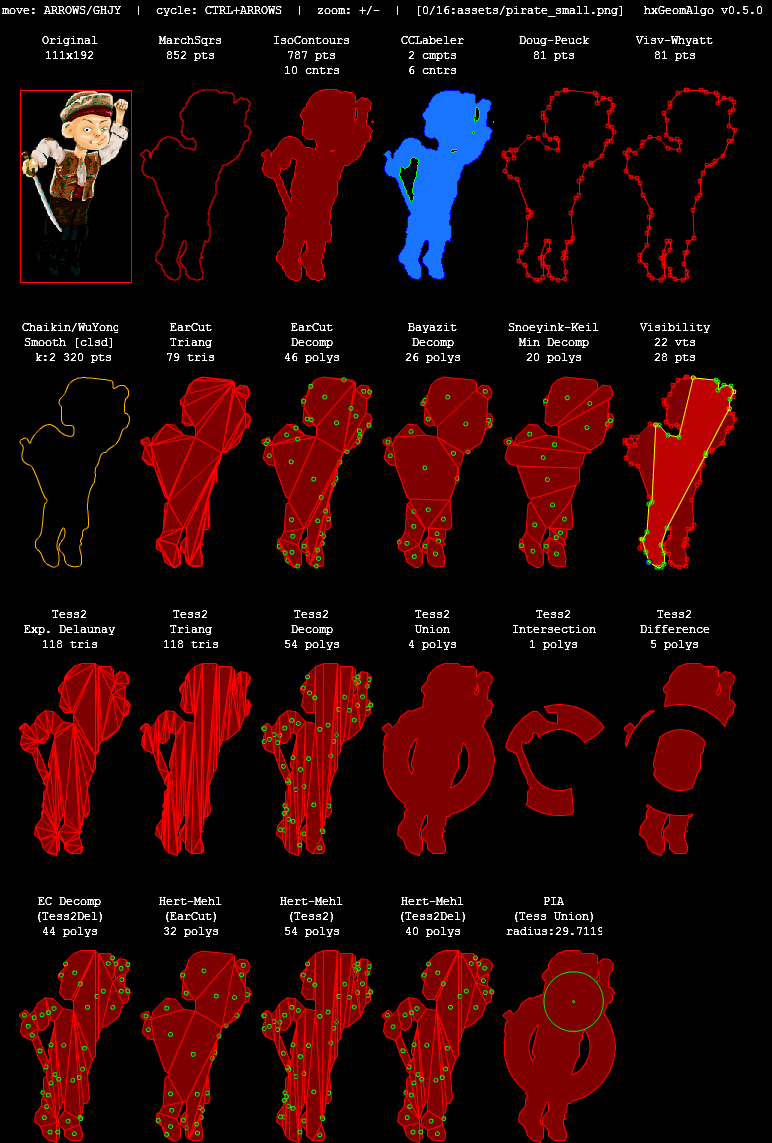 move: ARROWS/GHJY  |  cycle: CTRL+ARROWS  |  zoom: +/-  |  [0/16:assets/pirate_small.png]  hxGeomAlgo v0.5.0
Original
111x192
MarchSqrs
852 pts
IsoContours
787 pts
10 cntrs
CCLabeler
2 cmpts
6 cntrs
Doug-Peuck
81 pts
Visv-Whyatt
81 pts
Chaikin/WuYong
Smooth [clsd]
k:2 320 pts
EarCut
Triang
79 tris
EarCut
Decomp
46 polys
Bayazit
Decomp
26 polys
Snoeyink-Keil
Min Decomp
20 polys
Visibility
22 vts
28 pts
Tess2
Exp. Delaunay
118 tris
Tess2
Triang
118 tris
Tess2
Decomp
54 polys
Tess2
Union
4 polys
Tess2
Intersection
1 polys
Tess2
Difference
5 polys
EC Decomp
(Tess2Del)
44 polys
Hert-Mehl
(EarCut)
32 polys
Hert-Mehl
(Tess2)
54 polys
Hert-Mehl
(Tess2Del)
40 polys
PIA
(Tess Union)
radius:29.7119